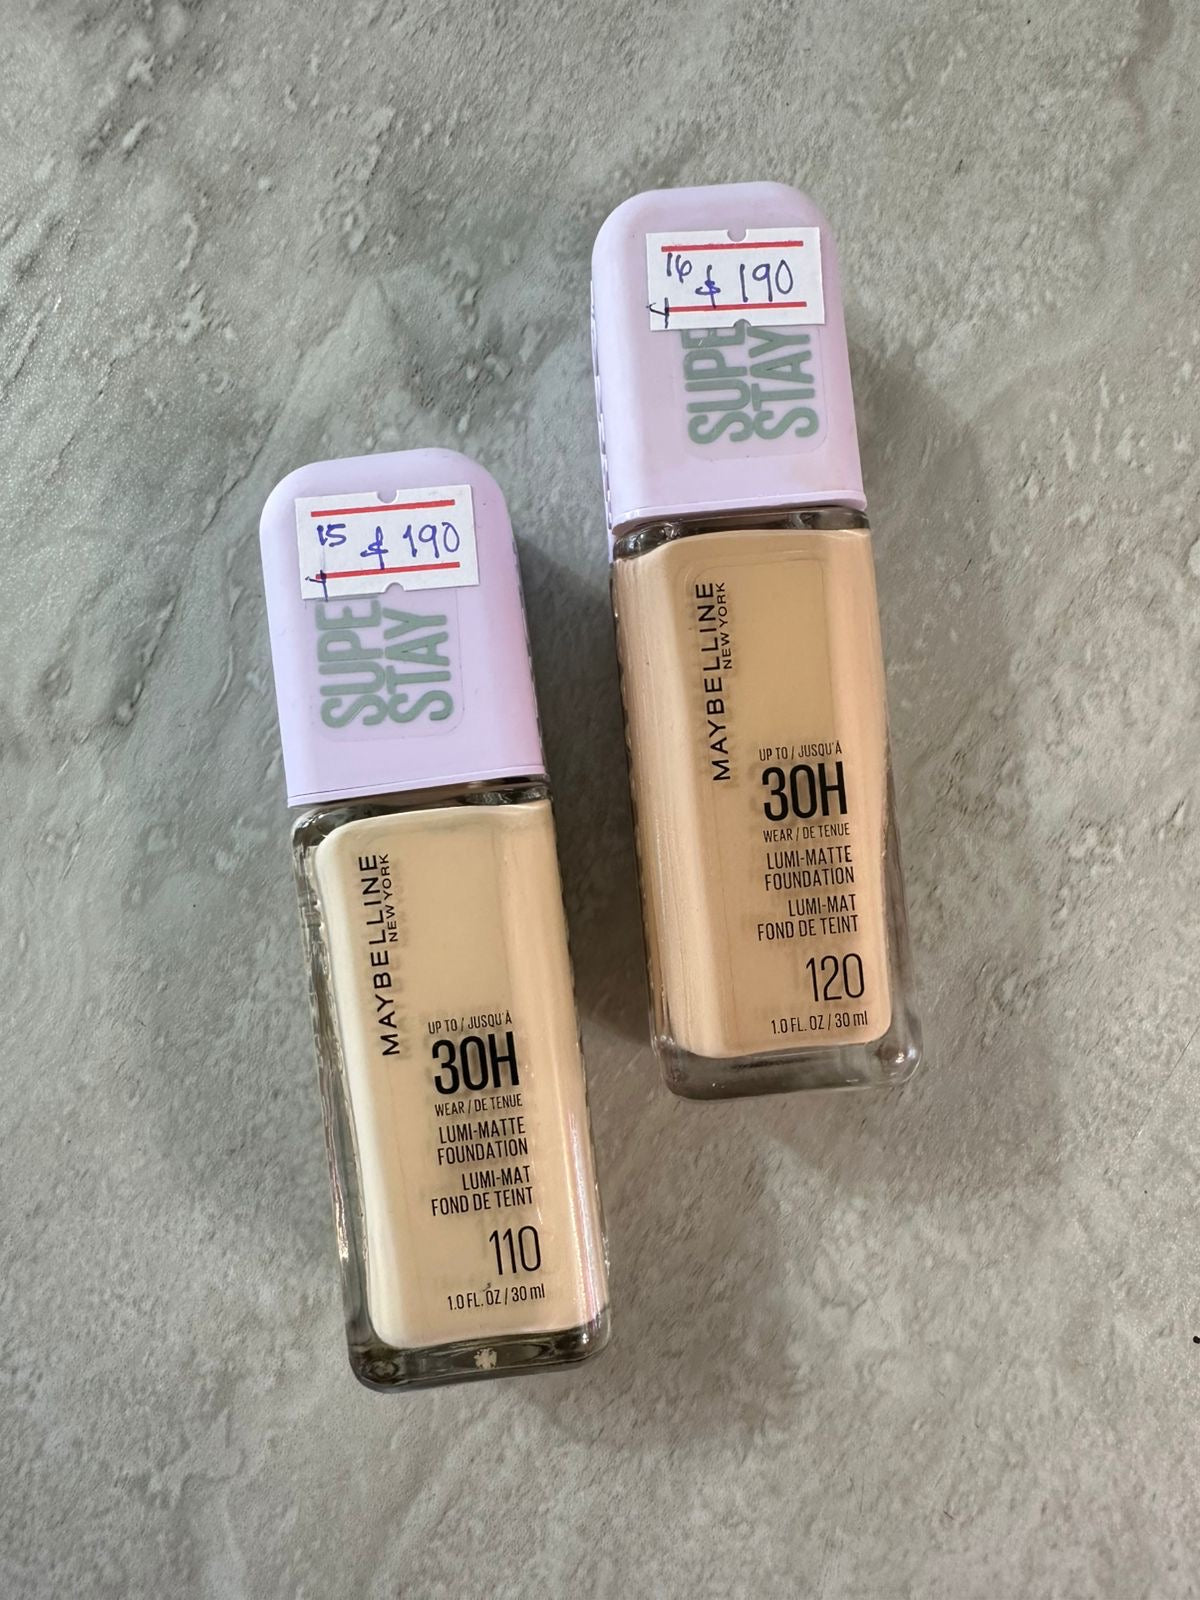 15
$ 190
4
SUPE
STAY
MAYBELLINE
NEW YORK
UP TO / JUSQU'À
30H
WEAR / DE TENUE
LUMI-MATTE
FOUNDATION
LUMI-MAT
FOND DE TEINT
110
1.0 FL. OZ / 30 ml
16
$ 190
4
SUPE
STAY
MAYBELLINE
NEW YORK
UP TO / JUSQU'À
30H
WEAR / DE TENUE
LUMI-MATTE
FOUNDATION
LUMI-MAT
FOND DE TEINT
120
1.0 FL. OZ / 30 ml